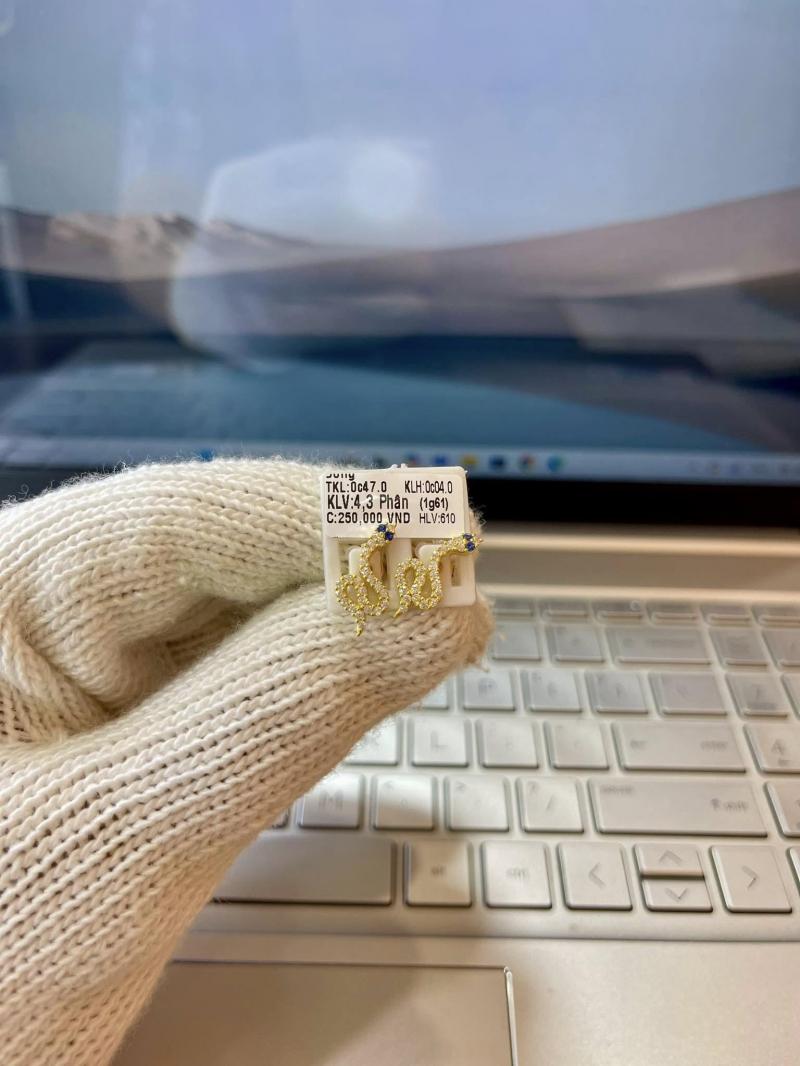 TKL:0c47.0 KLH:0c04.0
KLV:4,3 Phân (1g61)
C:250,000 VND HLV:610